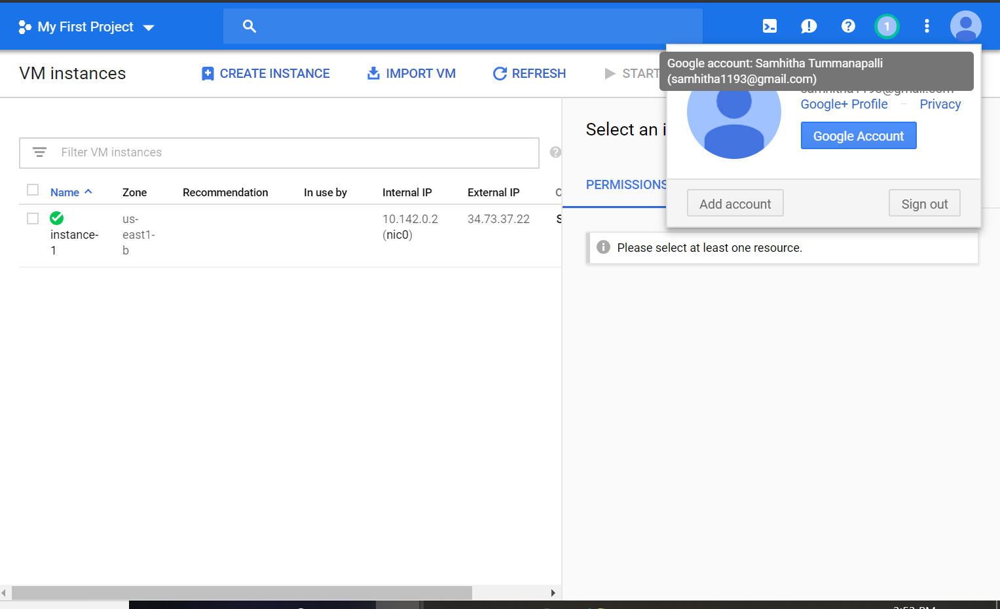 My First Project
1
VM instances
CREATE INSTANCE
IMPORT VM
REFRESH
START
Google account: Samhitha Tummanapalli
(samhitha1193@gmail.com)
samhitha1193@gmail.com
Google+ Profile – Privacy
Google Account
Add account
Sign out
Select an i
PERMISSIONS
Please select at least one resource.
Filter VM instances
Name Zone Recommendation In use by Internal IP External IP
instance-
1
us-
east1-
b
10.142.0.2
(nic0)
34.73.37.22
S